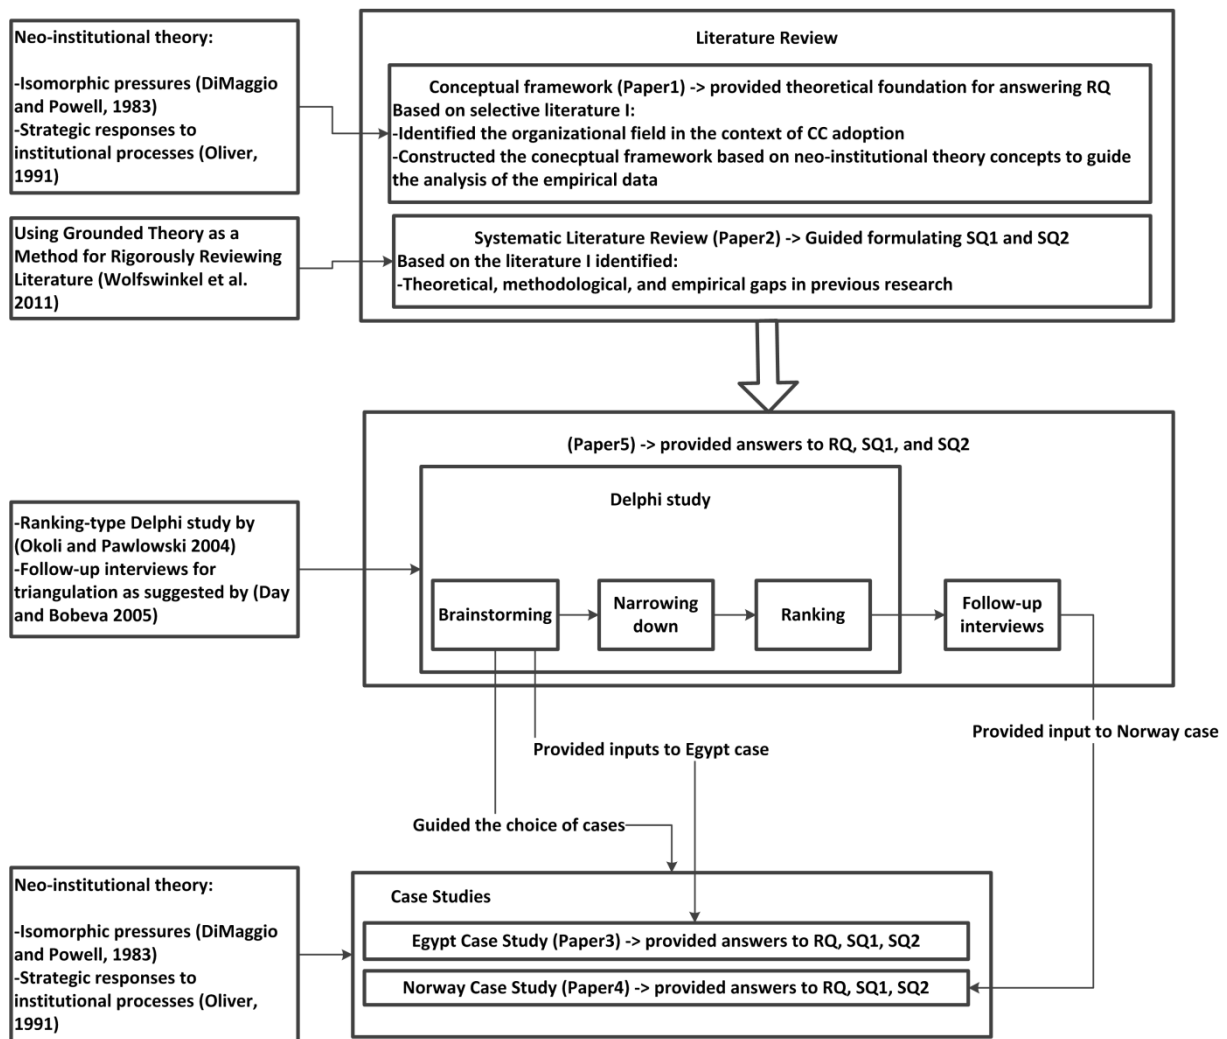 Neo-institutional theory:
-Isomorphic pressures (DiMaggio
and Powell, 1983)
-Strategic responses to
institutional processes (Oliver,
1991)
Literature Review
Conceptual framework (Paper1) -> provided theoretical foundation for answering RQ
Based on selective literature I:
-Identified the organizational field in the context of CC adoption
-Constructed the conecptual framework based on neo-institutional theory concepts to guide
the analysis of the empirical data
Using Grounded Theory as a
Method for Rigorously Reviewing
Literature (Wolfswinkel et al.
2011)
Systematic Literature Review (Paper2) -> Guided formulating SQ1 and SQ2
Based on the literature I identified:
-Theoretical, methodological, and empirical gaps in previous research
(Paper5) -> provided answers to RQ, SQ1, and SQ2
Delphi study
-Ranking-type Delphi study by
(Okoli and Pawlowski 2004)
-Follow-up interviews for
triangulation as suggested by (Day
and Bobeva 2005)
Brainstorming
Narrowing
down
Ranking
Follow-up
interviews
Provided input to Norway case
Provided inputs to Egypt case
Guided the choice of cases
Neo-institutional theory:
-Isomorphic pressures (DiMaggio
and Powell, 1983)
-Strategic responses to
institutional processes (Oliver,
1991)
Case Studies
Egypt Case Study (Paper3) -> provided answers to RQ, SQ1, SQ2
Norway Case Study (Paper4) -> provided answers to RQ, SQ1, SQ2